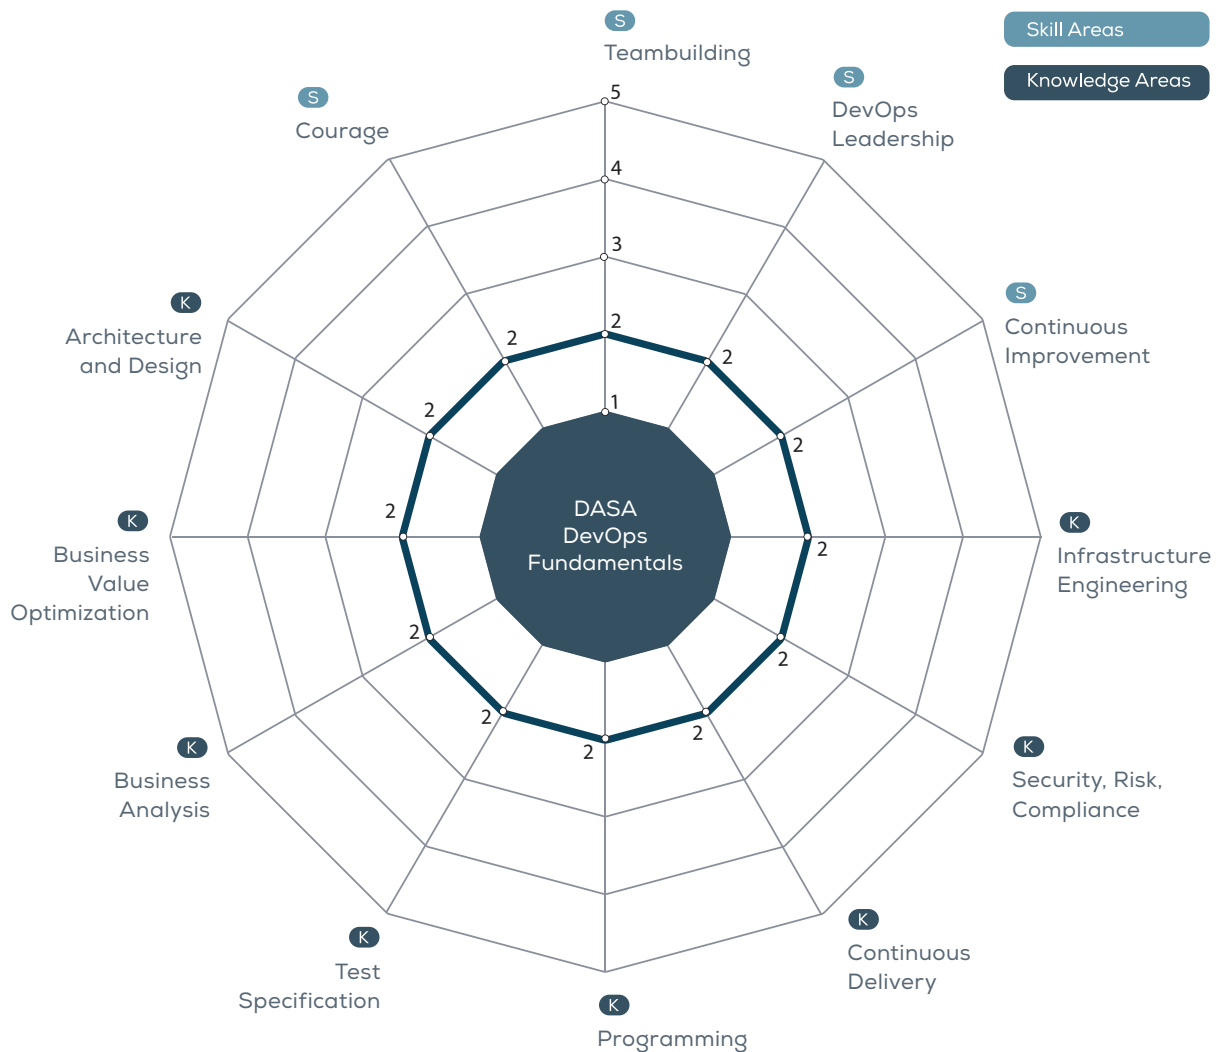 S
Teambuilding
Skill Areas
Knowledge Areas
S
DevOps
Leadership
S
Courage
5
4
3
2
1
S
Continuous
Improvement
K
Architecture
and Design
2
2
2
2
2
K
Business
Value
Optimization
DASA
DevOps
Fundamentals
2
K
Infrastructure
Engineering
2
2
2
2
2
2
K
Business
Analysis
K
Security, Risk,
Compliance
K
Test
Specification
K
Continuous
Delivery
K
Programming